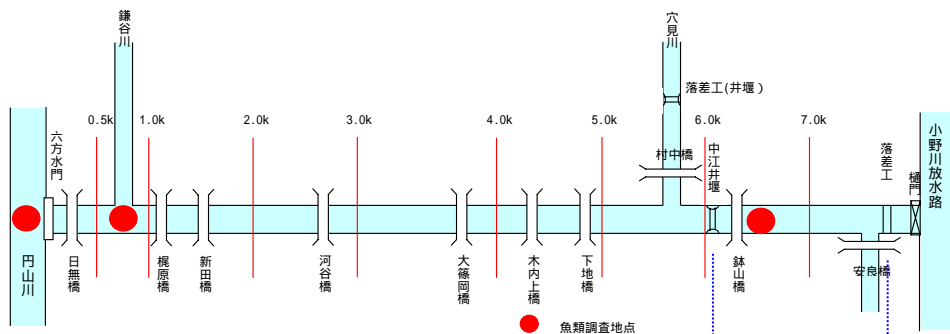 鎌谷川
穴見川
落差工(井堰)
0.5k
1.0k
2.0k
3.0k
4.0k
5.0k
6.0k
7.0k
六方水門
村中橋
中江井堰
落差工
樋門
小野川放水路
円山川
日無橋
梶原橋
新田橋
河谷橋
大篠岡橋
木内上橋
下地橋
鉢山橋
安良橋
魚類調査地点